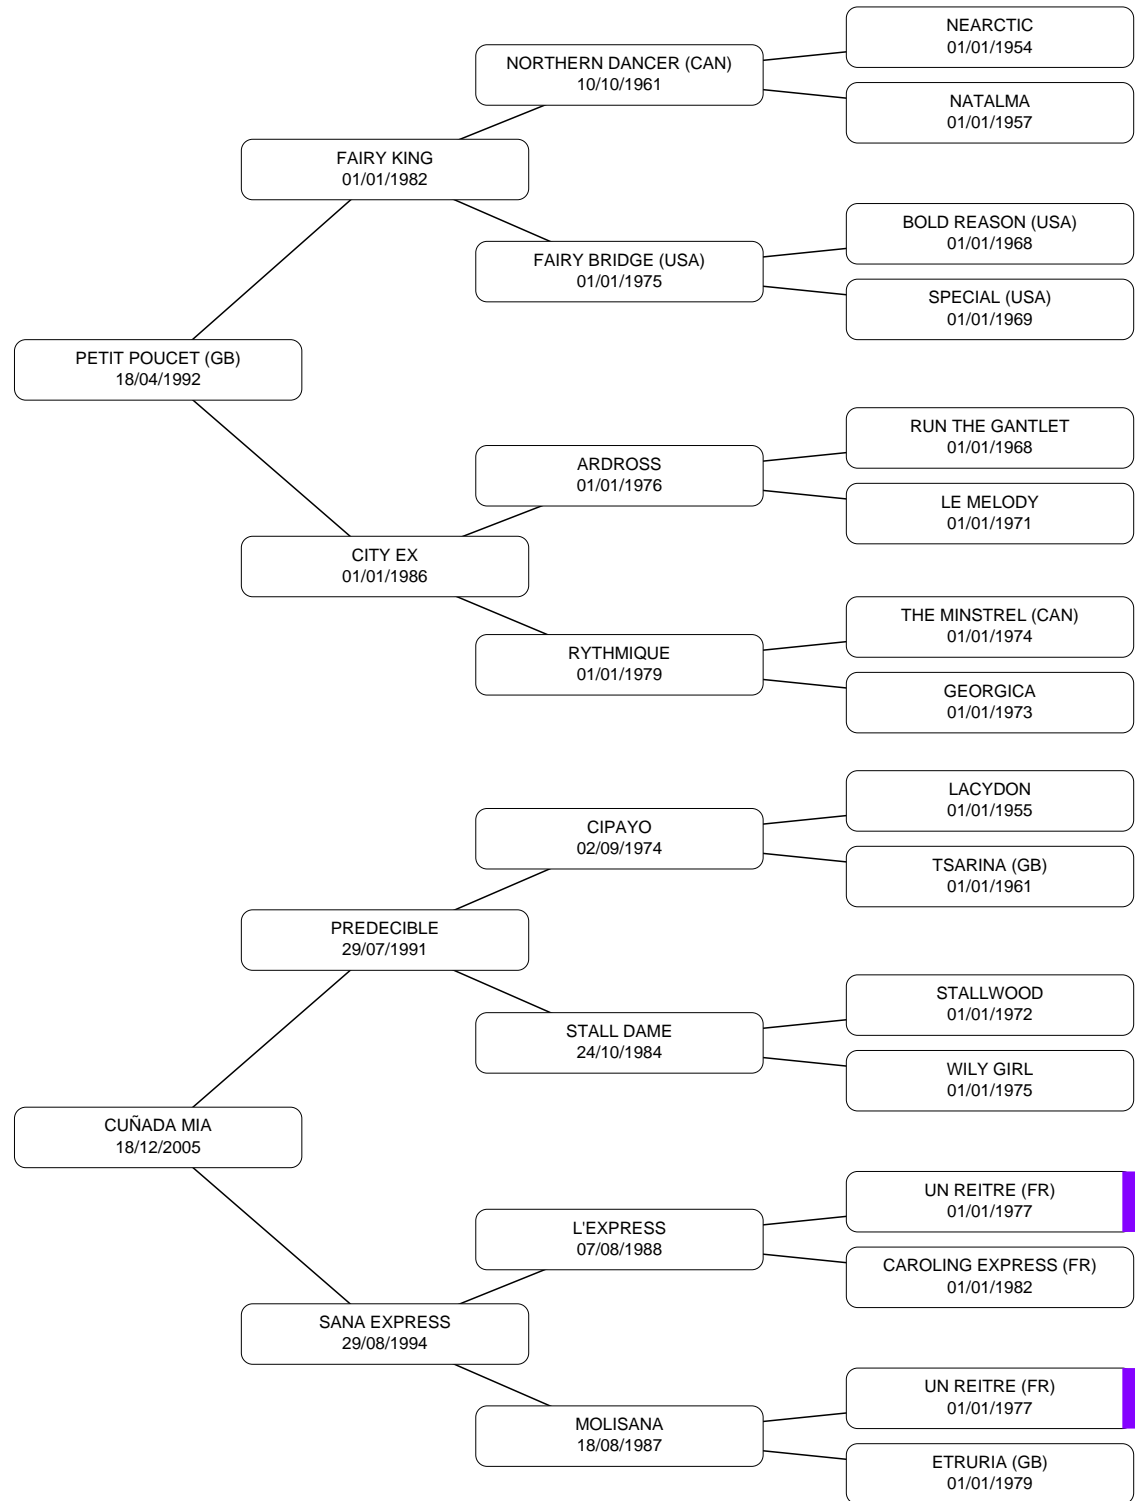 NEARCTIC
01/01/1954
NORTHERN DANCER (CAN)
10/10/1961
NATALMA
01/01/1957
FAIRY KING
01/01/1982
BOLD REASON (USA)
01/01/1968
FAIRY BRIDGE (USA)
01/01/1975
SPECIAL (USA)
01/01/1969
PETIT POUCET (GB)
18/04/1992
RUN THE GANTLET
01/01/1968
ARDROSS
01/01/1976
LE MELODY
01/01/1971
CITY EX
01/01/1986
THE MINSTREL (CAN)
01/01/1974
RYTHMIQUE
01/01/1979
GEORGICA
01/01/1973
LACYDON
01/01/1955
CIPAYO
02/09/1974
TSARINA (GB)
01/01/1961
PREDECIBLE
29/07/1991
STALLWOOD
01/01/1972
STALL DAME
24/10/1984
WILY GIRL
01/01/1975
CUÑADA MIA
18/12/2005
UN REITRE (FR)
01/01/1977
L'EXPRESS
07/08/1988
CAROLING EXPRESS (FR)
01/01/1982
SANA EXPRESS
29/08/1994
UN REITRE (FR)
01/01/1977
MOLISANA
18/08/1987
ETRURIA (GB)
01/01/1979